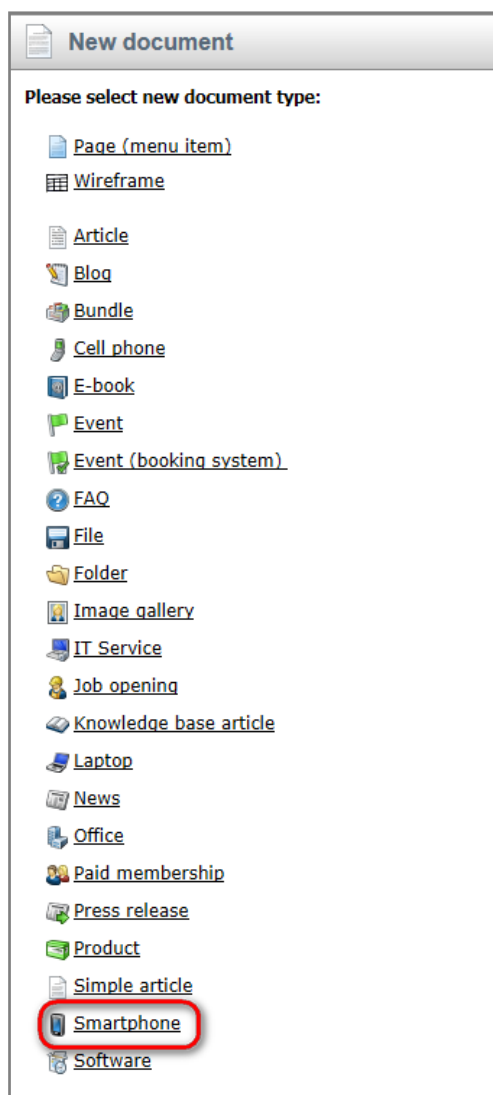 New document
Please select new document type:
Page (menu item)
Wireframe
Article
Blog
Bundle
Cell phone
E-book
Event
Event (booking system)
FAQ
File
Folder
Image gallery
IT Service
Job opening
Knowledge base article
Laptop
News
Office
Paid membership
Press release
Product
Simple article
Smartphone
Software